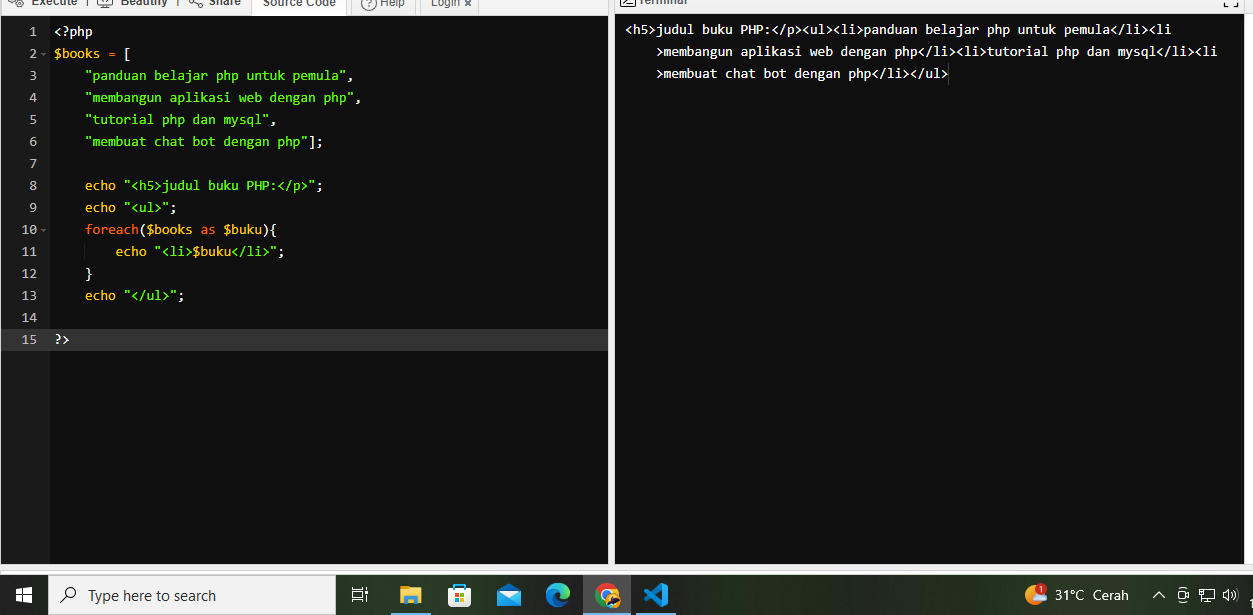 Execute | Beautify | Share Source Code Help Login
Terminal
1 <?php
2 $books = [
3 "panduan belajar php untuk pemula",
4 "membangun aplikasi web dengan php",
5 "tutorial php dan mysql",
6 "membuat chat bot dengan php"];
7
8 echo "<h5>judul buku PHP:</p>";
9 echo "<ul>";
10 foreach($books as $buku){
11 echo "<li>$buku</li>";
12 }
13 echo "</ul>";
14
15 ?>
<h5>judul buku PHP:</p><ul><li>panduan belajar php untuk pemula</li><li
>membangun aplikasi web dengan php</li><li>tutorial php dan mysql</li><li
>membuat chat bot dengan php</li></ul>
Type here to search
1
31°C Cerah